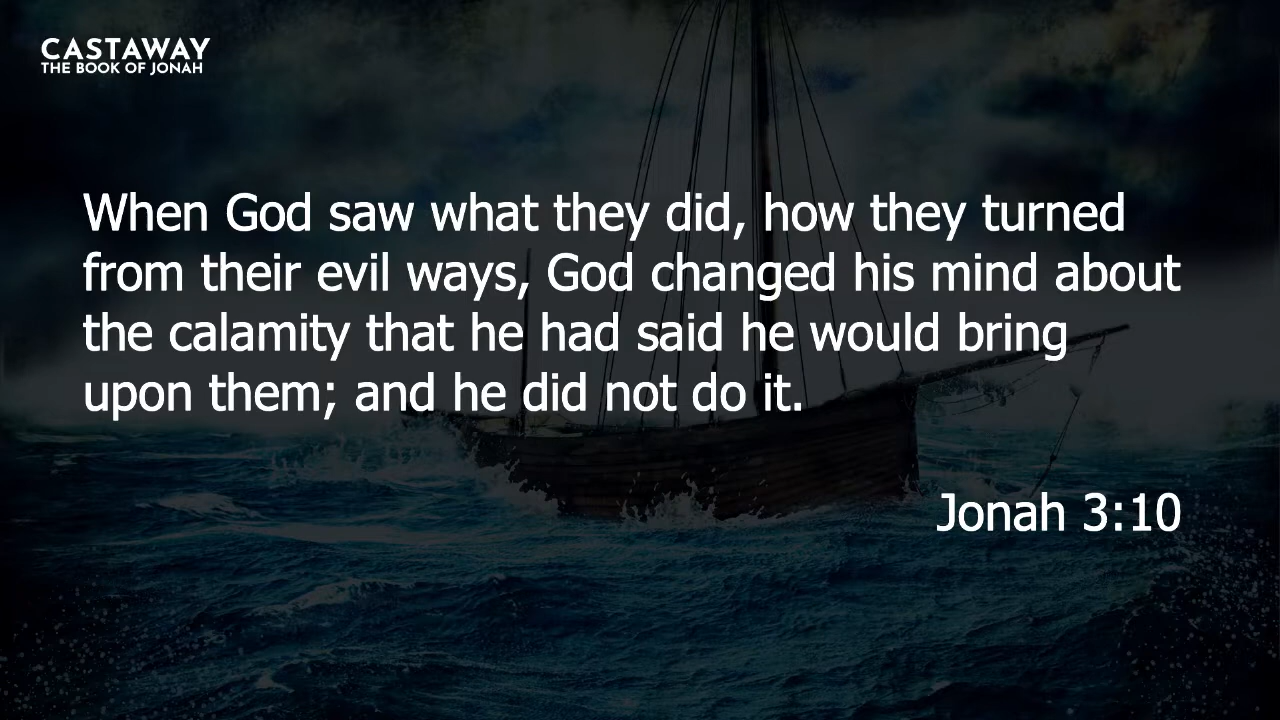 CASTAWAY
THE BOOK OF JONAH
When God saw what they did, how they turned
from their evil ways, God changed his mind about
the calamity that he had said he would bring
upon them; and he did not do it.
Jonah 3:10